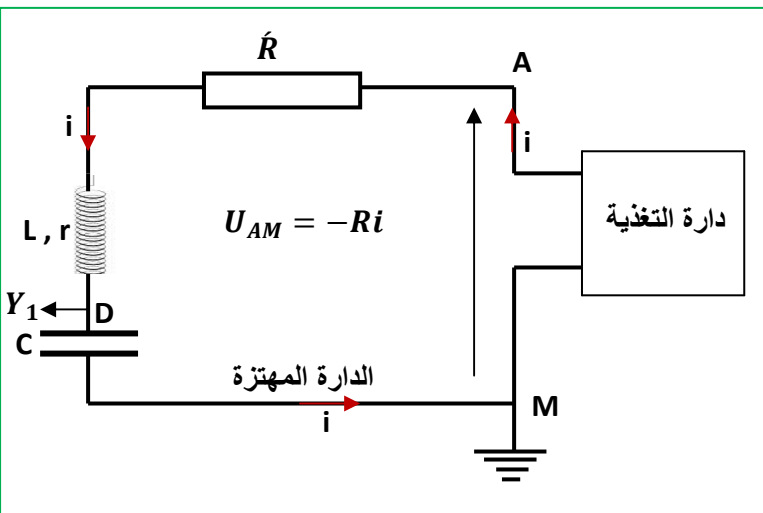 Ŕ
A
i
i
L , r
U_AM = −Ri
دارة التغذية
Y₁
D
C
الدارة المهتزة
M
i